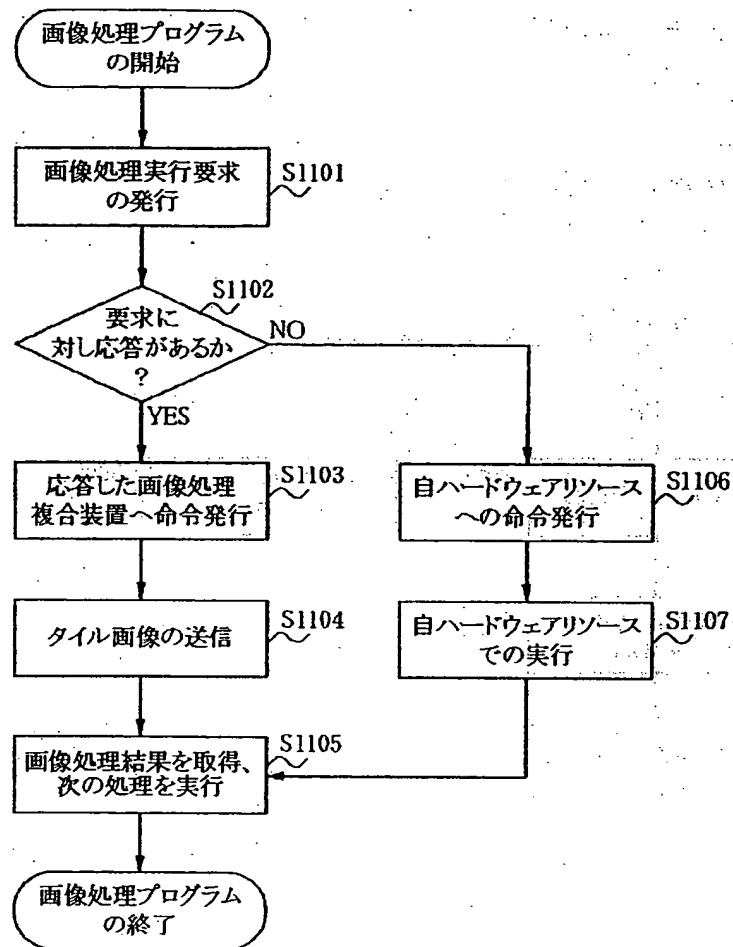 画像処理プログラム
の開始
画像処理実行要求
の発行
S1101
S1102
要求に
対し応答があるか
?
NO
YES
応答した画像処理
複合装置へ命令発行
S1103
自ハードウェアリソース
への命令発行
S1106
タイル画像の送信
S1104
自ハードウェアリソース
での実行
S1107
画像処理結果を取得、
次の処理を実行
S1105
画像処理プログラム
の終了